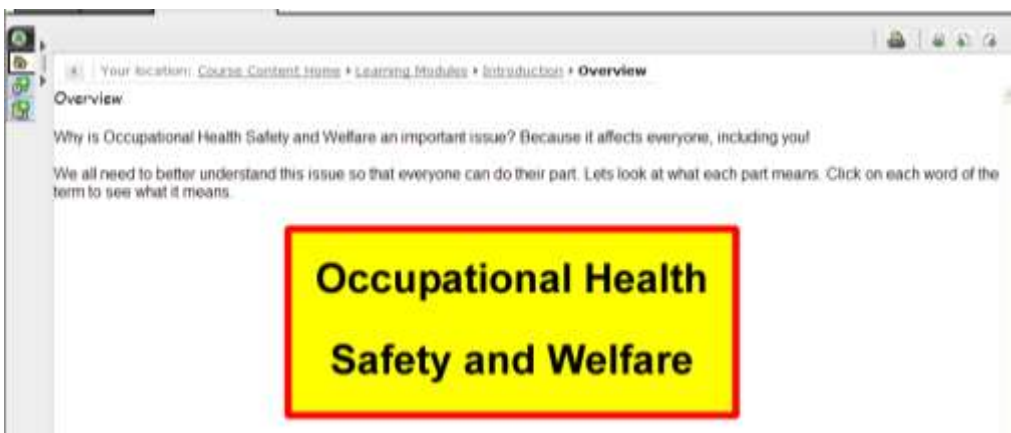 Your location: Course Content Home › Learning Modules › Introduction › Overview
Overview
Why is Occupational Health Safety and Welfare an important issue? Because it affects everyone, including you!
We all need to better understand this issue so that everyone can do their part. Lets look at what each part means. Click on each word of the
term to see what it means.
Occupational Health
Safety and Welfare